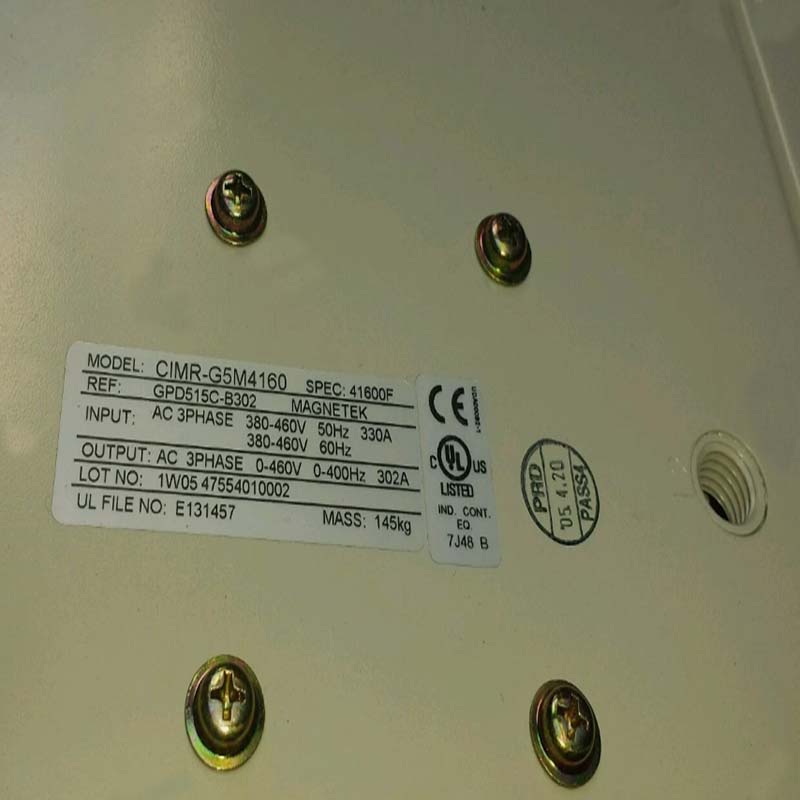 MODEL: CIMR-G5M4160 SPEC: 41600F
REF: GPD515C-B302 MAGNETEK
INPUT: AC 3PHASE 380-460V 50Hz 330A
380-460V 60Hz
OUTPUT: AC 3PHASE 0-460V 0-400Hz 302A
LOT NO: 1W05 47554010002
UL FILE NO: E131457 MASS: 145kg
CE
C UL US
LISTED
IND. CONT.
EQ.
7J48 B
PRD
'05.4.20
PASS4